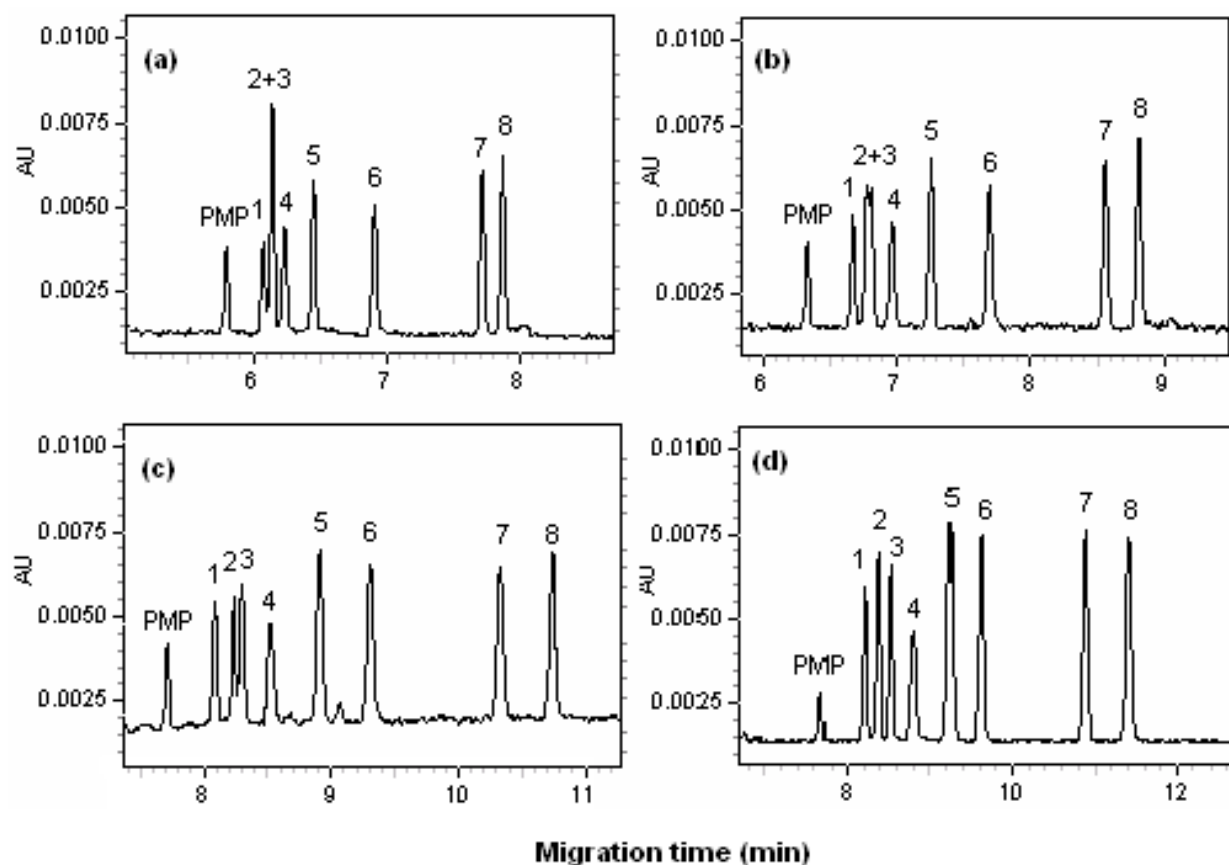 (a)
0.0100
0.0075
0.0050
0.0025
AU
PMP 1 2+3 4 5 6 7 8
6 7 8
(b)
0.0100
0.0075
0.0050
0.0025
AU
PMP 1 2+3 4 5 6 7 8
6 7 8 9
(c)
0.0100
0.0075
0.0050
0.0025
AU
PMP 1 2 3 4 5 6 7 8
8 9 10 11
(d)
0.0100
0.0075
0.0050
0.0025
AU
PMP 1 2 3 4 5 6 7 8
8 10 12
Migration time (min)